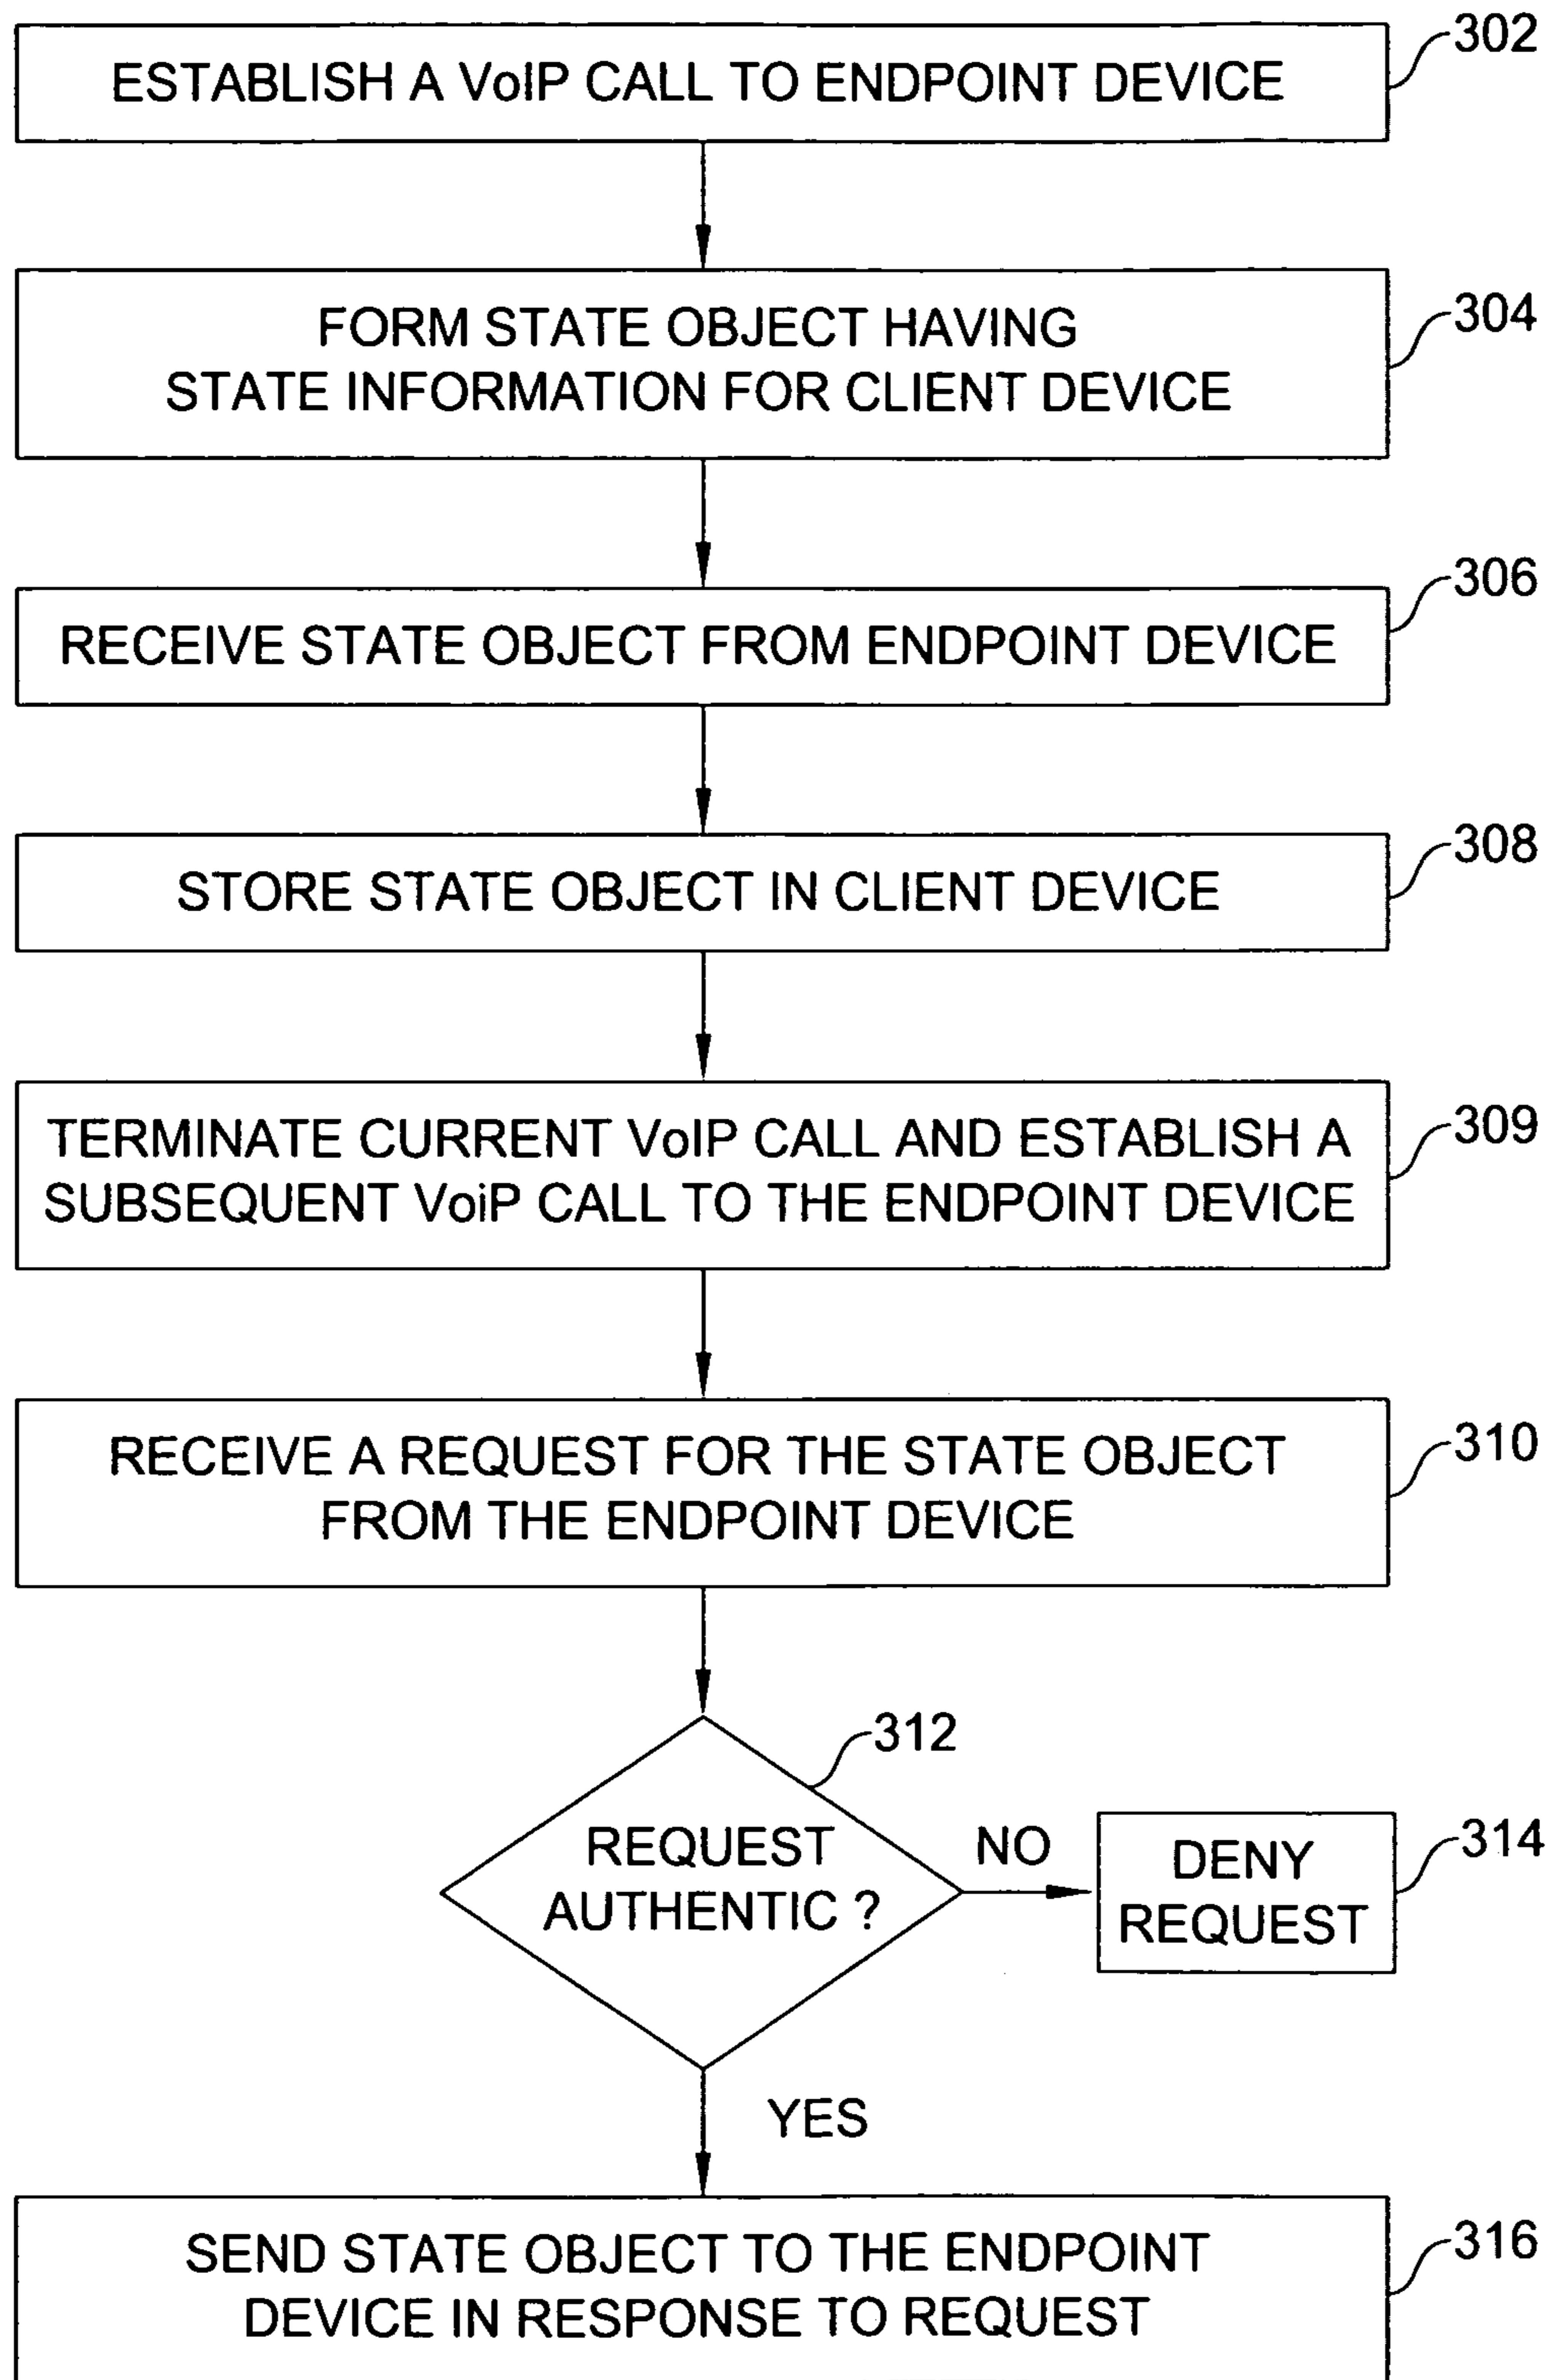 302
ESTABLISH A VoIP CALL TO ENDPOINT DEVICE
304
FORM STATE OBJECT HAVING
STATE INFORMATION FOR CLIENT DEVICE
306
RECEIVE STATE OBJECT FROM ENDPOINT DEVICE
308
STORE STATE OBJECT IN CLIENT DEVICE
309
TERMINATE CURRENT VoIP CALL AND ESTABLISH A
SUBSEQUENT VoiP CALL TO THE ENDPOINT DEVICE
310
RECEIVE A REQUEST FOR THE STATE OBJECT
FROM THE ENDPOINT DEVICE
312
REQUEST
AUTHENTIC ?
NO
314
DENY
REQUEST
YES
316
SEND STATE OBJECT TO THE ENDPOINT
DEVICE IN RESPONSE TO REQUEST